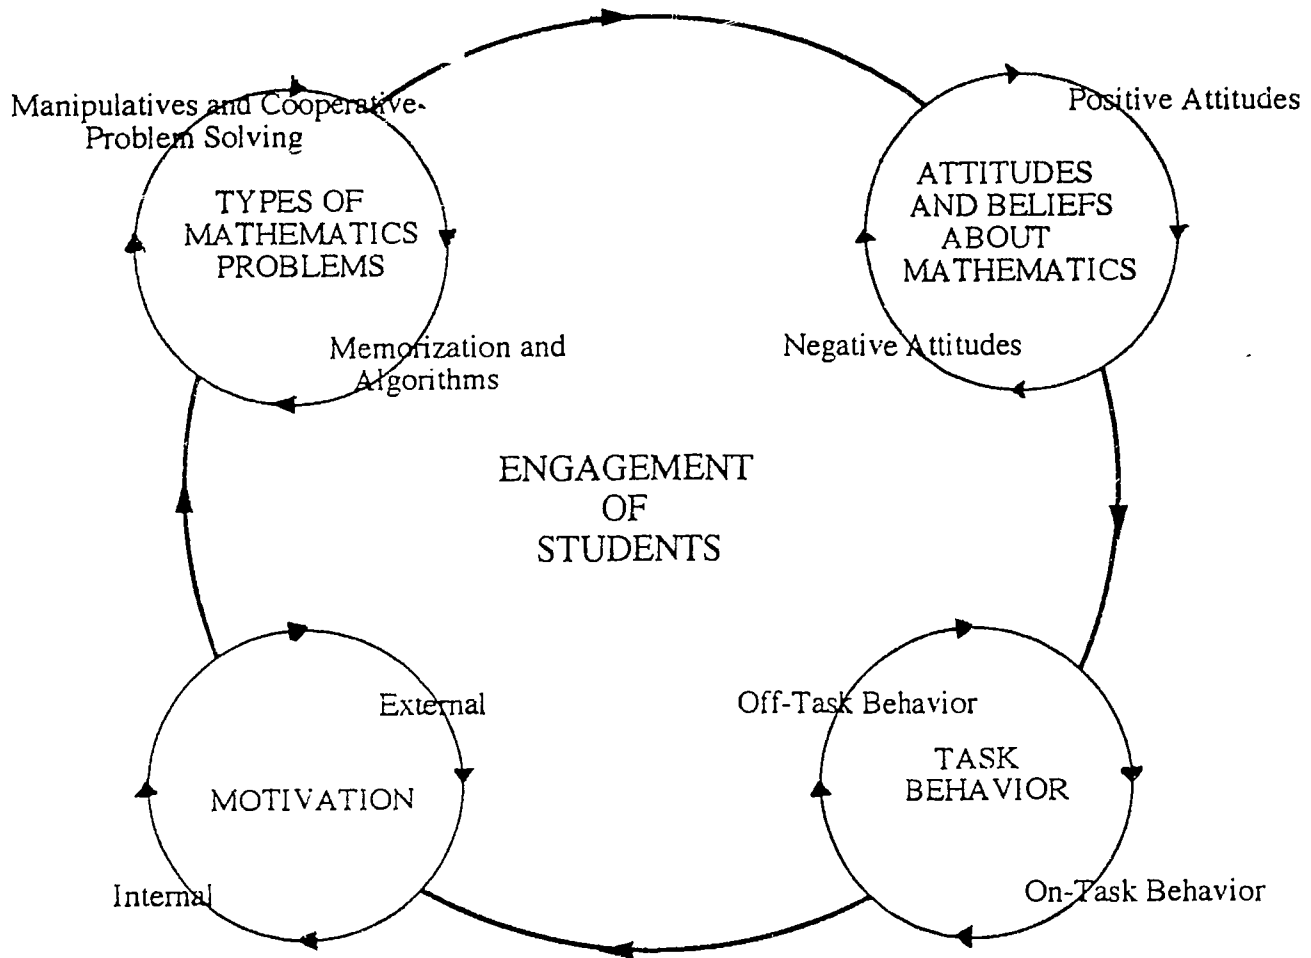 Manipulatives and Cooperative-
Problem Solving
TYPES OF
MATHEMATICS
PROBLEMS
Memorization and
Algorithms
Positive Attitudes
ATTITUDES
AND BELIEFS
ABOUT
MATHEMATICS
Negative Attitudes
ENGAGEMENT
OF
STUDENTS
External
MOTIVATION
Internal
Off-Task Behavior
TASK
BEHAVIOR
On-Task Behavior